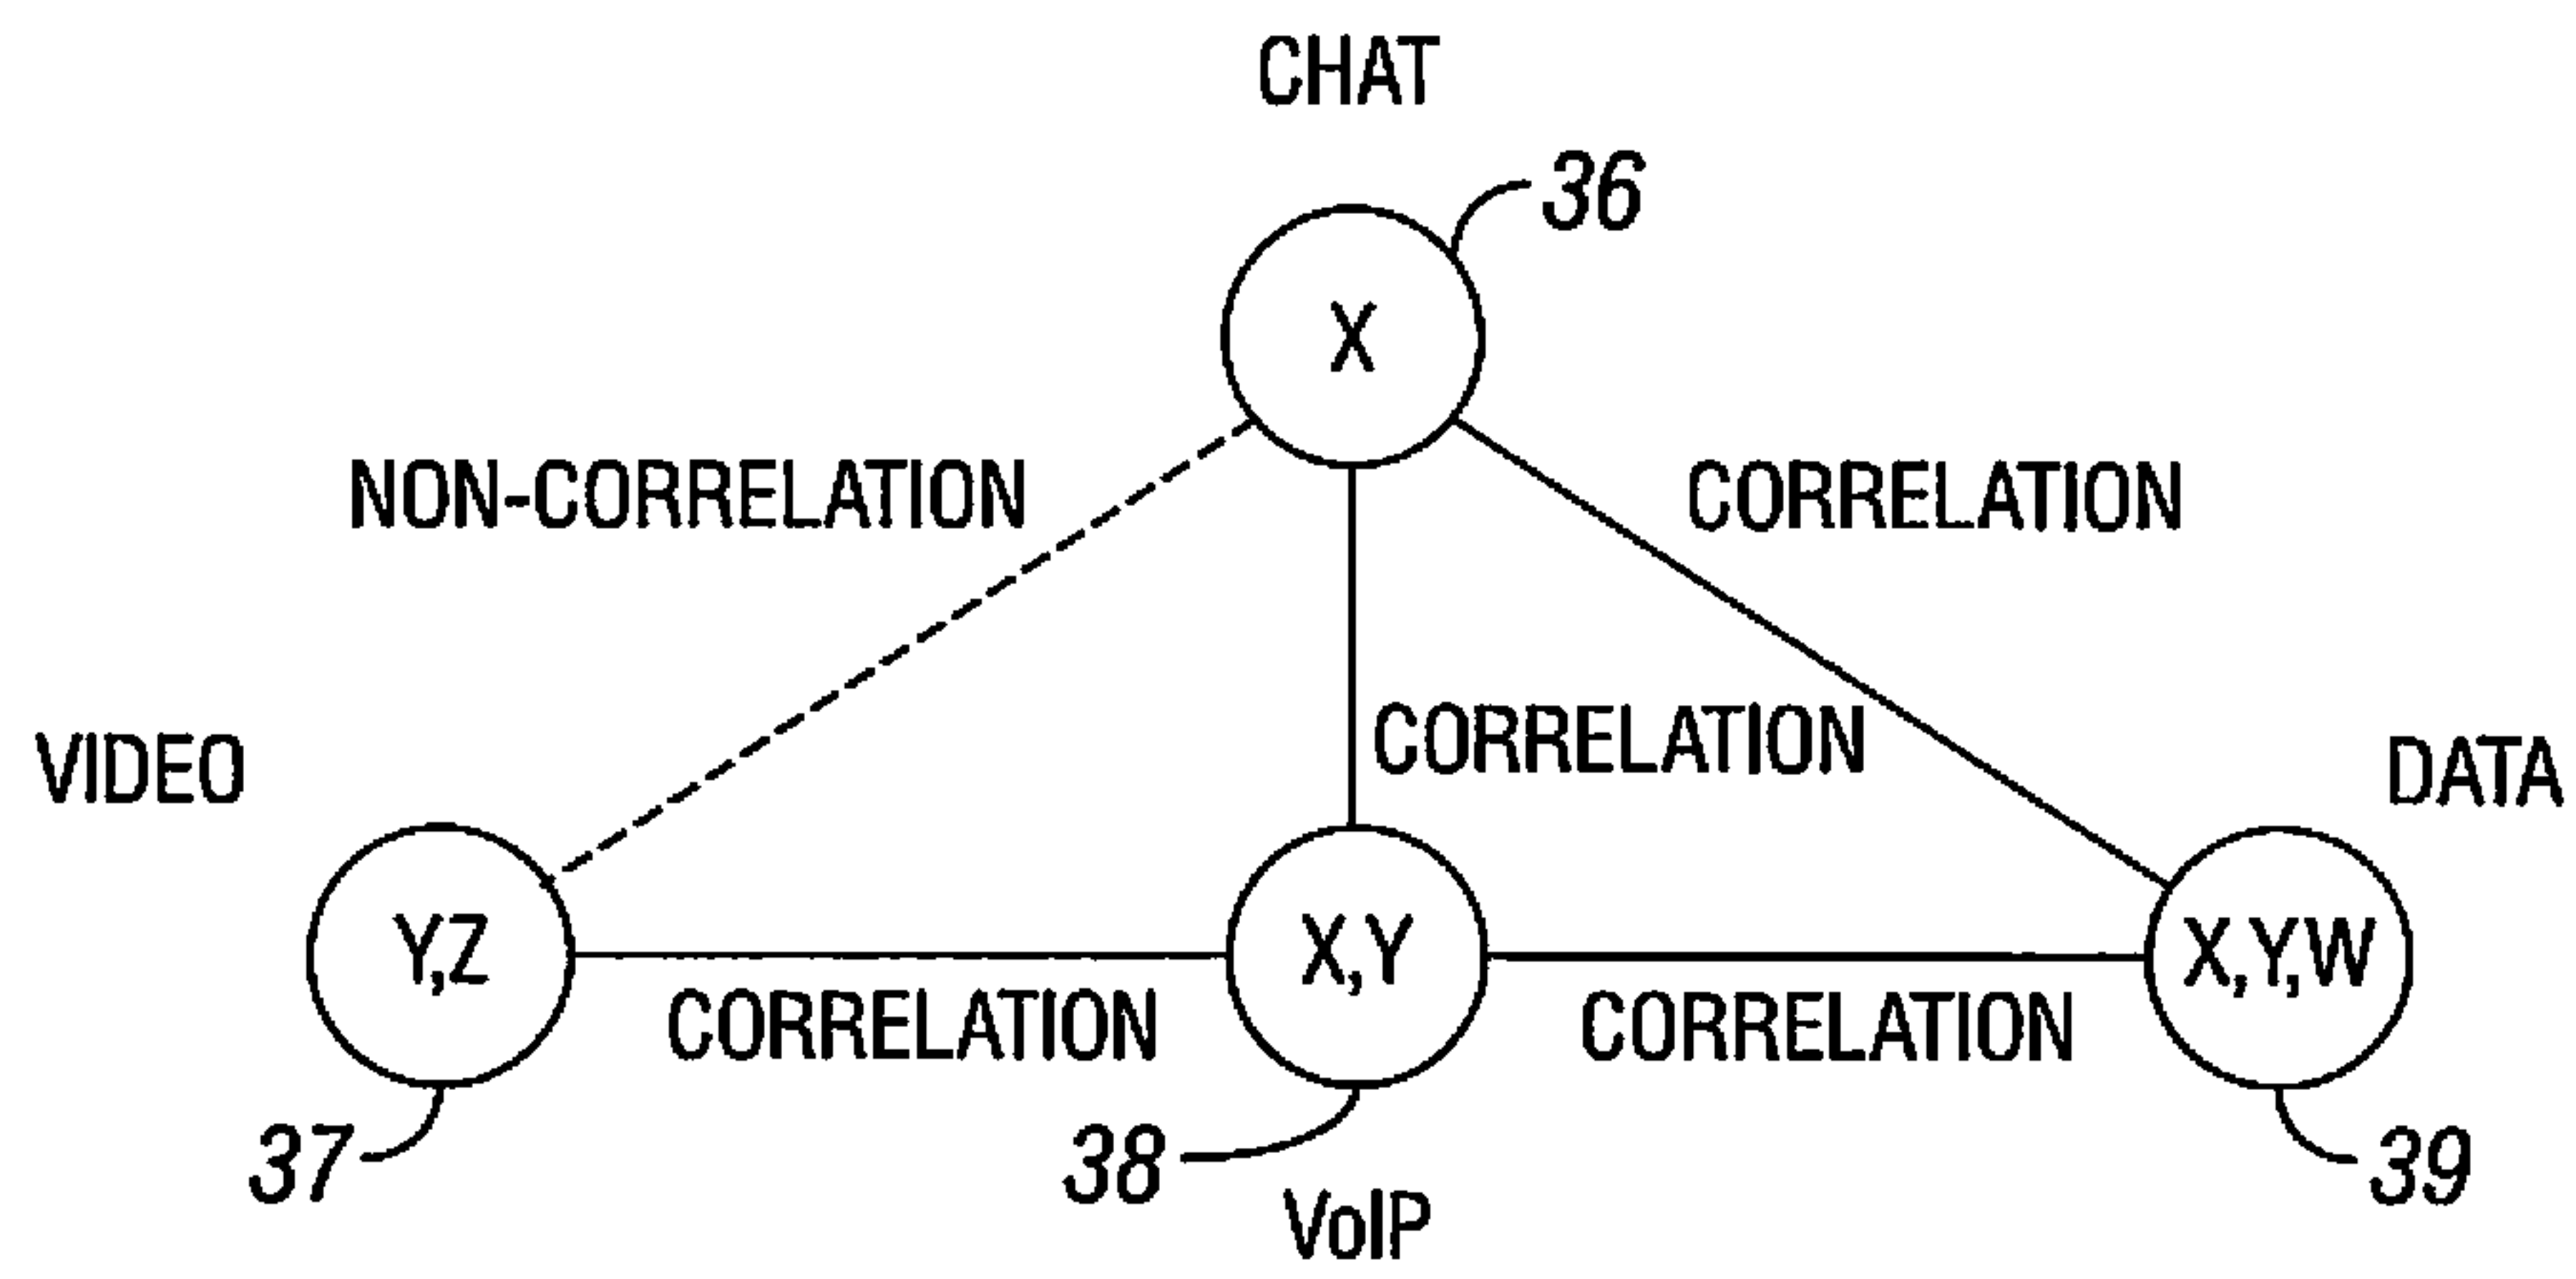 CHAT
36
X
NON-CORRELATION
CORRELATION
CORRELATION
VIDEO
DATA
Y,Z
X,Y
X,Y,W
CORRELATION
CORRELATION
37
38
39
VoIP